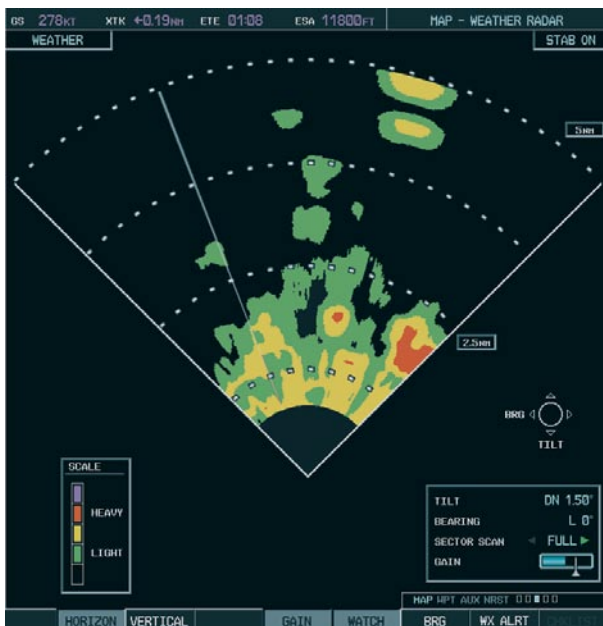 GS 278KT XTK +0.19NM ETE 01:08 ESA 11800FT MAP – WEATHER RADAR
WEATHER STAB ON
5NM
2.5NM
BRG
TILT
SCALE
HEAVY
LIGHT
TILT DN 1.50°
BEARING L 0°
SECTOR SCAN FULL
GAIN
MAP WPT AUX NRST
HORIZON VERTICAL GAIN WATCH BRG WX ALRT CHKLIST